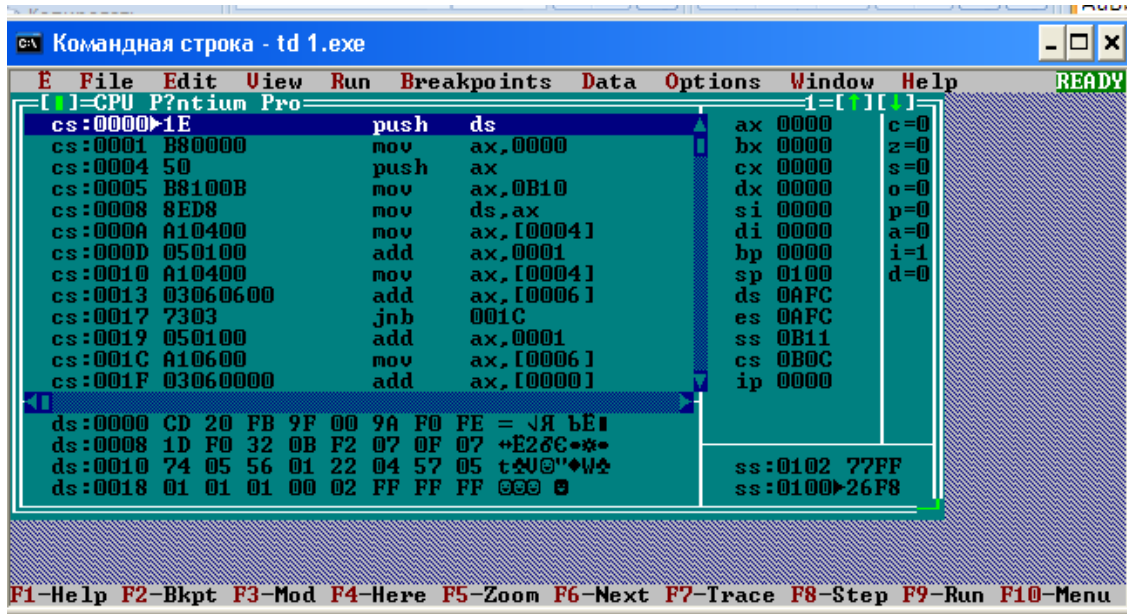 Командная строка - td 1.exe
Ё File Edit View Run Breakpoints Data Options Window Help READY
[ ]=CPU P?ntium Pro 1=[↑][↓]
cs:0000►1E push ds ax 0000 c=0
cs:0001 B80000 mov ax,0000 bx 0000 z=0
cs:0004 50 push ax cx 0000 s=0
cs:0005 B8100B mov ax,0B10 dx 0000 o=0
cs:0008 8ED8 mov ds,ax si 0000 p=0
cs:000A A10400 mov ax,[0004] di 0000 a=0
cs:000D 050100 add ax,0001 bp 0000 i=1
cs:0010 A10400 mov ax,[0004] sp 0100 d=0
cs:0013 03060600 add ax,[0006] ds 0AFC
cs:0017 7303 jnb 001C es 0AFC
cs:0019 050100 add ax,0001 ss 0B11
cs:001C A10600 mov ax,[0006] cs 0B0C
cs:001F 03060000 add ax,[0000] ip 0000
ds:0000 CD 20 FB 9F 00 9A F0 FE = √Я ЪЁ■
ds:0008 1D F0 32 0B F2 07 0F 07 ↔Ё2♂Є•☼•
ds:0010 74 05 56 01 22 04 57 05 t♣V☺"♦W♣ ss:0102 77FF
ds:0018 01 01 01 00 02 FF FF FF ☺☺☺ ☻ ss:0100►26F8
F1-Help F2-Bkpt F3-Mod F4-Here F5-Zoom F6-Next F7-Trace F8-Step F9-Run F10-Menu